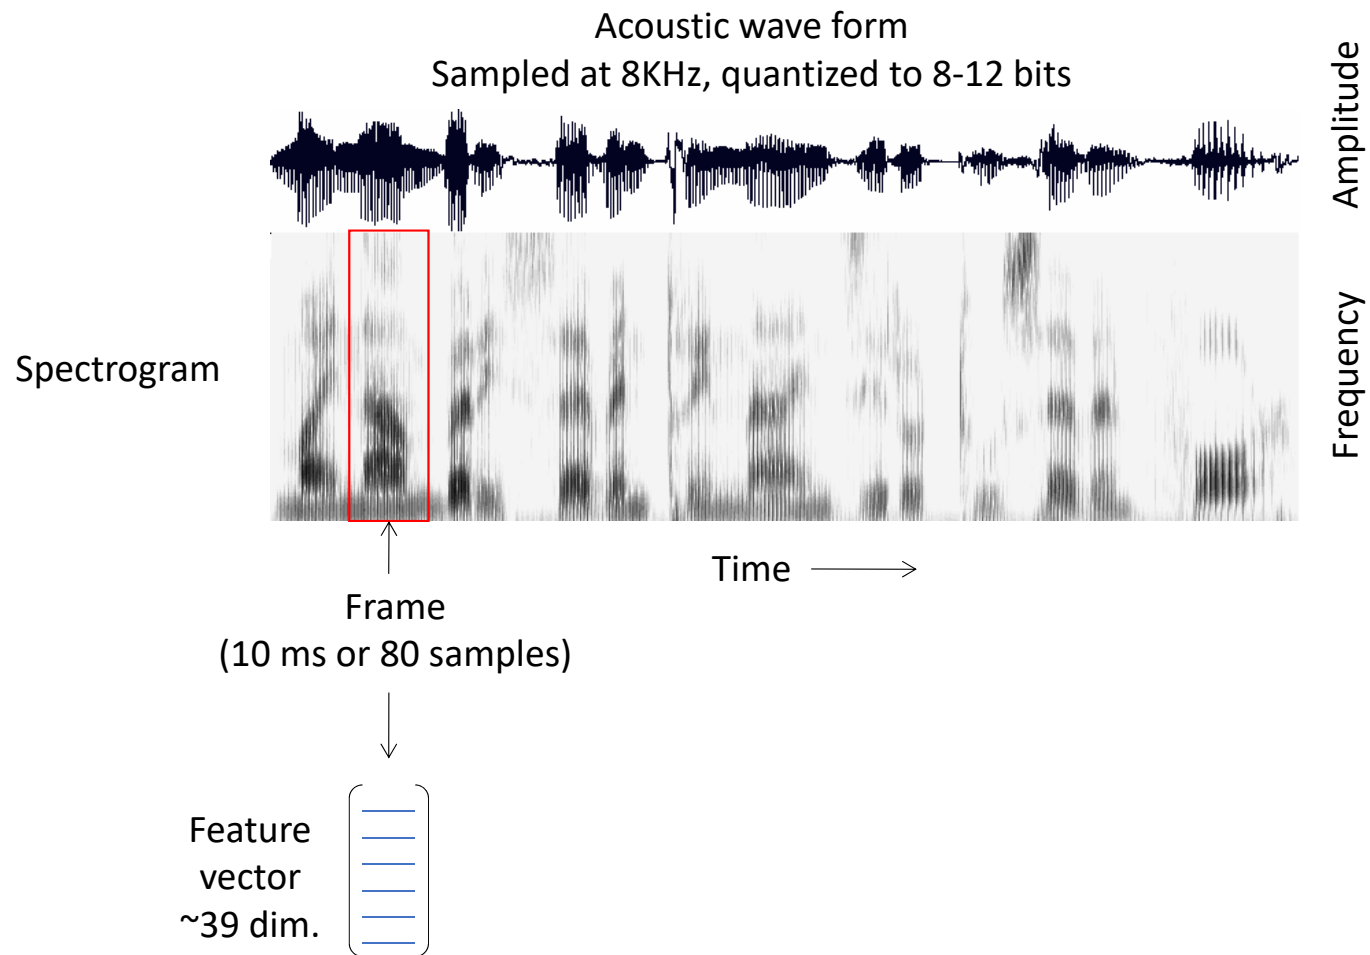 Acoustic wave form
Sampled at 8KHz, quantized to 8-12 bits
Amplitude
Spectrogram
Frequency
Time
Frame
(10 ms or 80 samples)
Feature
vector
~39 dim.